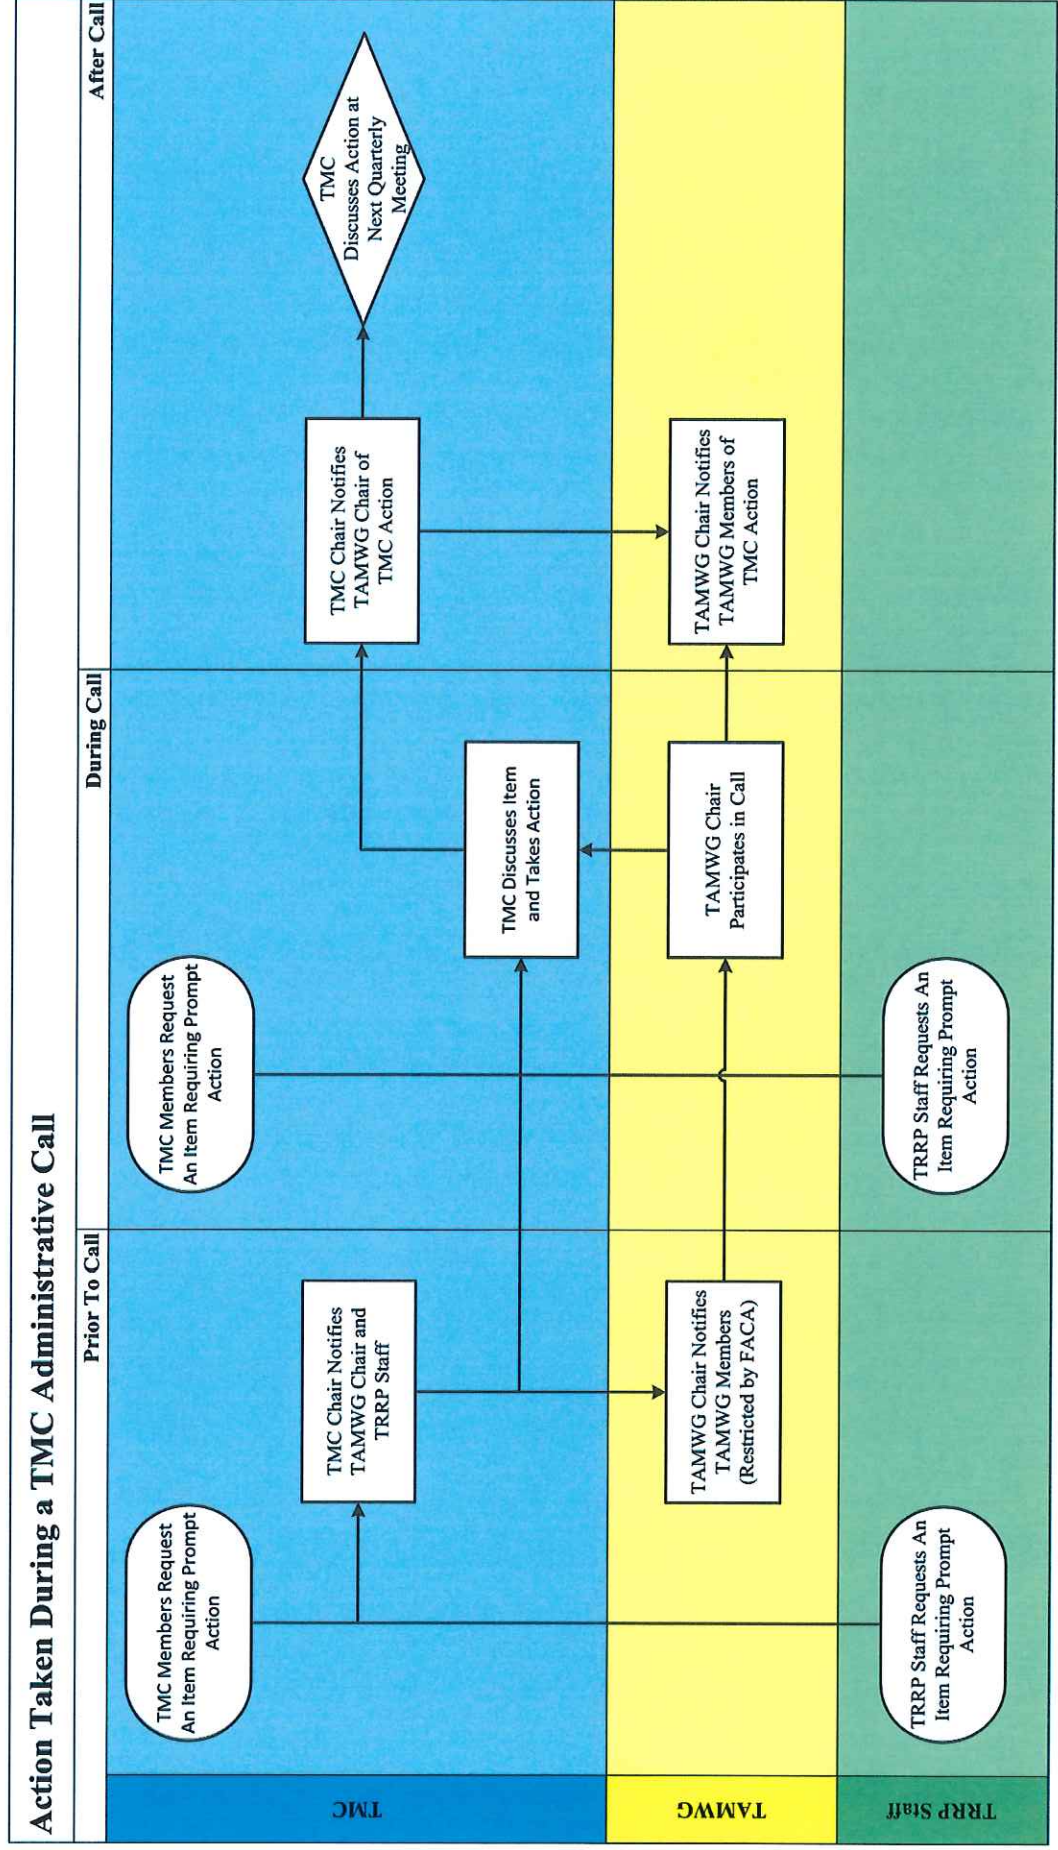 Action Taken During a TMC Administrative Call
Prior To Call
During Call
After Call
TMC
TMC Members Request
An Item Requiring Prompt
Action
TMC Chair Notifies
TAMWG Chair and
TRRP Staff
TMC Members Request
An Item Requiring Prompt
Action
TMC Discusses Item
and Takes Action
TMC Chair Notifies
TAMWG Chair of
TMC Action
TMC
Discusses Action at
Next Quarterly
Meeting
TAMWG
TAMWG Chair Notifies
TAMWG Members
(Restricted by FACA)
TAMWG Chair
Participates in Call
TAMWG Chair Notifies
TAMWG Members of
TMC Action
TRRP Staff
TRRP Staff Requests An
Item Requiring Prompt
Action
TRRP Staff Requests An
Item Requiring Prompt
Action